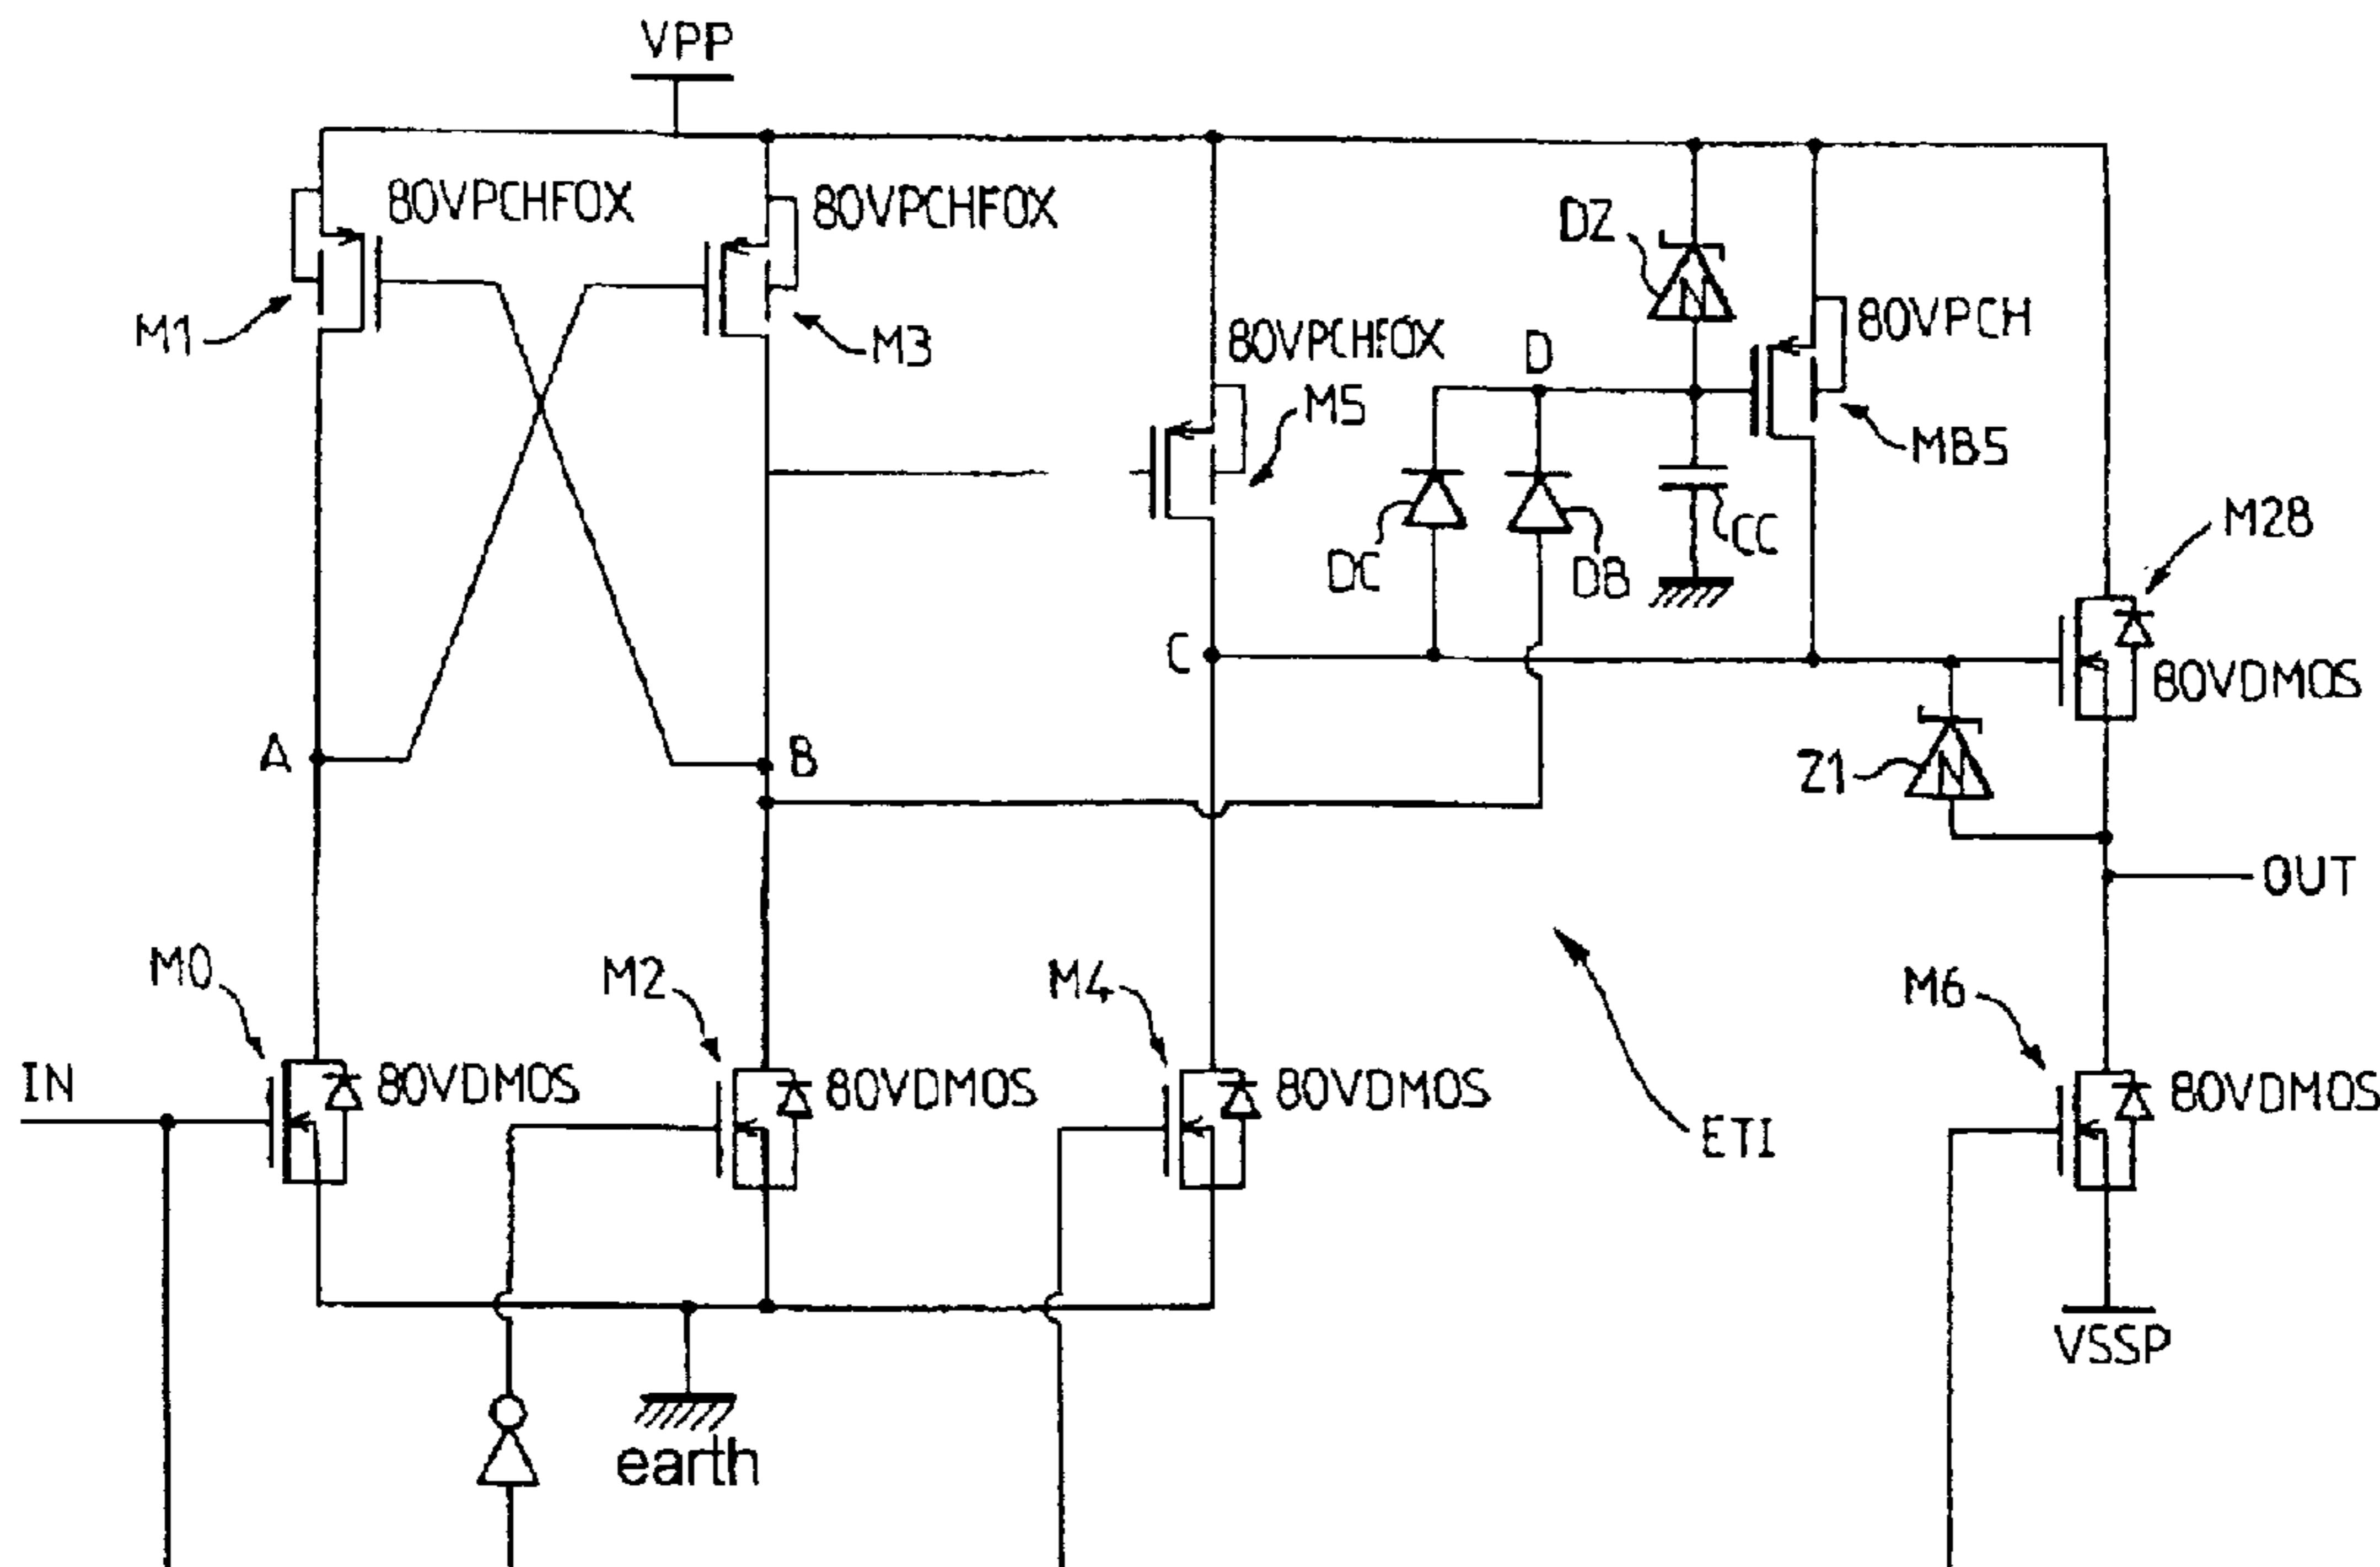 VPP
80VPCHFOX
80VPCHFOX
DZ
80VPCH
M1
M3
80VPCHFOX
D
M5
MB5
M28
DC
DB
CC
C
80VDMOS
A
B
Z1
OUT
M0
M2
M4
M6
IN
80VDMOS
80VDMOS
80VDMOS
80VDMOS
ETI
VSSP
earth